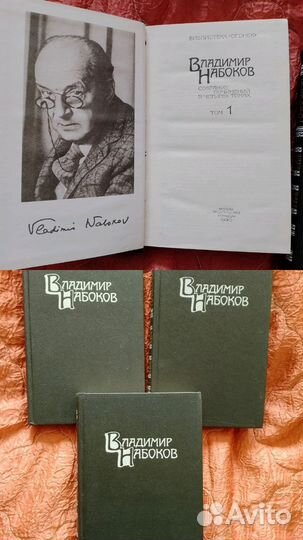 БИБЛИОТЕКА «ОГОНЕК»
ВЛАДИМИР
НАБОКОВ
СОБРАНИЕ
СОЧИНЕНИЙ
В ЧЕТЫРЕХ ТОМАХ
ТОМ 1
Vladimir Nabokov
ВЛАДИМИР
НАБОКОВ
ВЛАДИМИР
НАБОКОВ
ВЛАДИМИР
НАБОКОВ
Avito